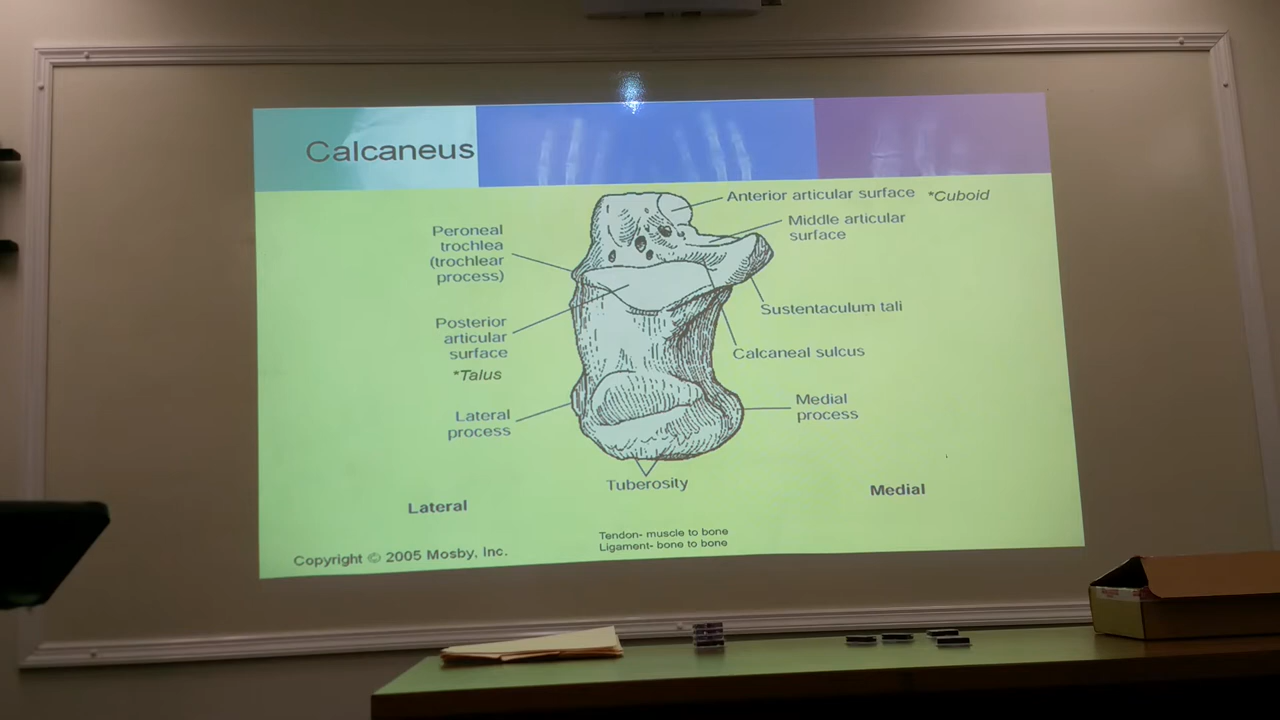 Calcaneus
Anterior articular surface *Cuboid
Middle articular
surface
Peroneal
trochlea
(trochlear
process)
Sustentaculum tali
Posterior
articular
surface
*Talus
Calcaneal sulcus
Lateral
process
Medial
process
Tuberosity
Lateral
Medial
Tendon- muscle to bone
Ligament- bone to bone
Copyright © 2005 Mosby, Inc.